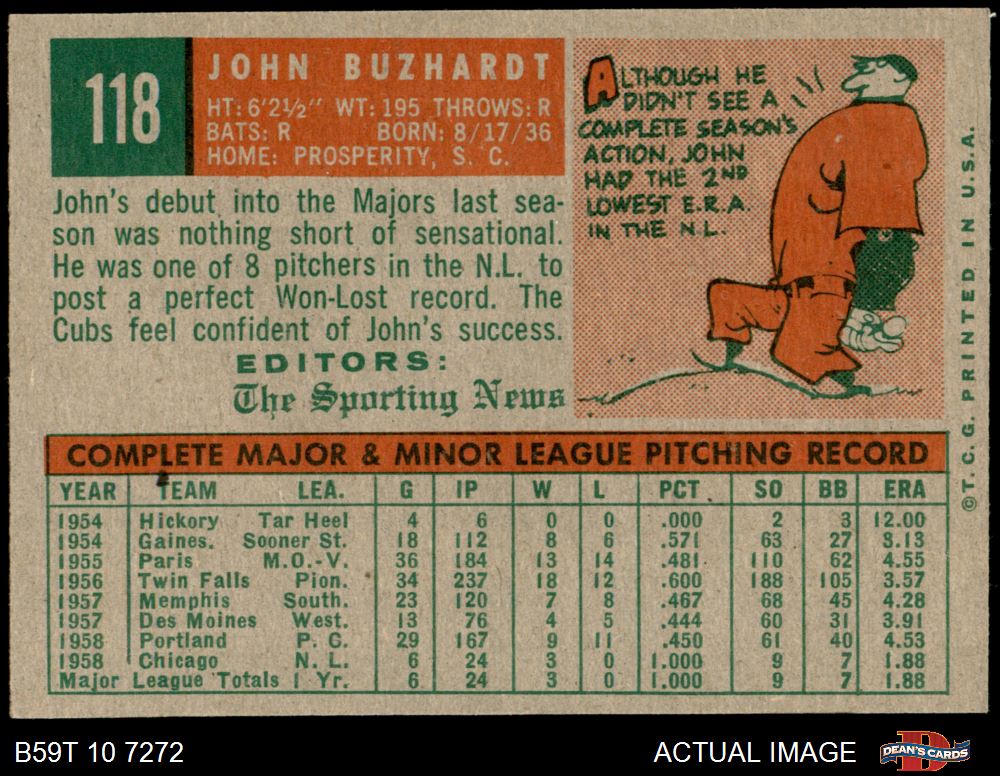 118
JOHN BUZHARDT
HT: 6'2½" WT: 195 THROWS: R
BATS: R BORN: 8/17/36
HOME: PROSPERITY, S. C.
John's debut into the Majors last sea-
son was nothing short of sensational.
He was one of 8 pitchers in the N.L. to
post a perfect Won-Lost record. The
Cubs feel confident of John's success.
EDITORS:
The Sporting News
ALTHOUGH HE
DIDN'T SEE A
COMPLETE SEASON'S
ACTION, JOHN
HAD THE 2ND
LOWEST E.R.A.
IN THE N.L.
COMPLETE MAJOR & MINOR LEAGUE PITCHING RECORD
YEAR TEAM LEA. G IP W L PCT SO BB ERA
1954 Hickory Tar Heel 4 6 0 0 .000 2 3 12.00
1954 Gaines. Sooner St. 18 112 8 6 .571 63 27 3.13
1955 Paris M.O.-V. 36 184 13 14 .481 110 62 4.55
1956 Twin Falls Pion. 34 237 18 12 .600 188 105 3.57
1957 Memphis South. 23 120 7 8 .467 68 45 4.28
1957 Des Moines West. 13 76 4 5 .444 60 31 3.91
1958 Portland P. C. 29 167 9 11 .450 61 40 4.53
1958 Chicago N. L. 6 24 3 0 1.000 9 7 1.88
Major League Totals 1 Yr. 6 24 3 0 1.000 9 7 1.88
©T.C.G. PRINTED IN U.S.A.
B59T 10 7272
ACTUAL IMAGE
D
DEAN'S CARDS